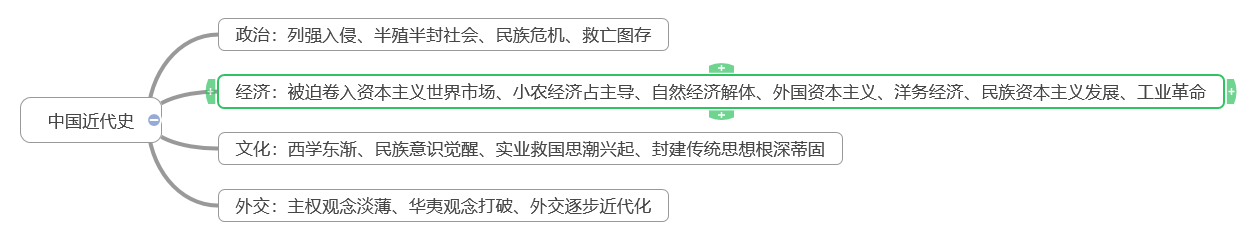 政治：列强入侵、半殖半封社会、民族危机、救亡图存
经济：被迫卷入资本主义世界市场、小农经济占主导、自然经济解体、外国资本主义、洋务经济、民族资本主义发展、工业革命
中国近代史
文化：西学东渐、民族意识觉醒、实业救国思潮兴起、封建传统思想根深蒂固
外交：主权观念淡薄、华夷观念打破、外交逐步近代化